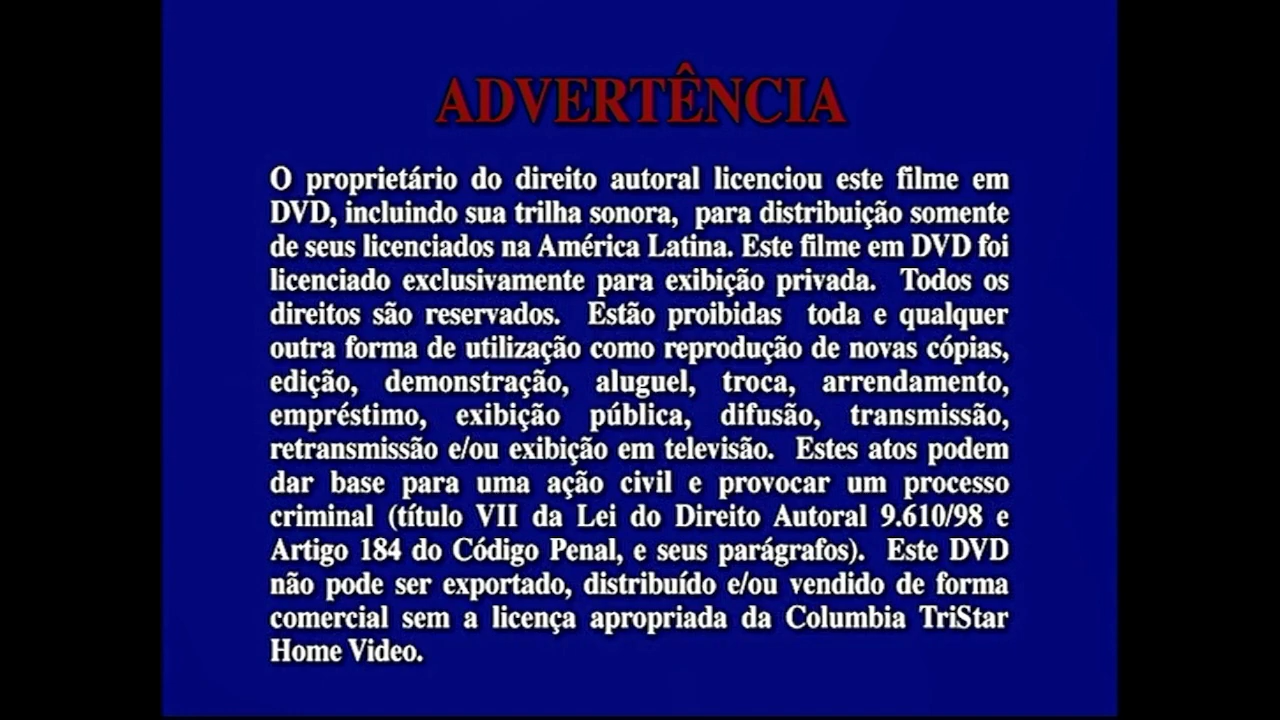 ADVERTÊNCIA
O proprietário do direito autoral licenciou este filme em
DVD, incluindo sua trilha sonora, para distribuição somente
de seus licenciados na América Latina. Este filme em DVD foi
licenciado exclusivamente para exibição privada. Todos os
direitos são reservados. Estão proibidas toda e qualquer
outra forma de utilização como reprodução de novas cópias,
edição, demonstração, aluguel, troca, arrendamento,
empréstimo, exibição pública, difusão, transmissão,
retransmissão e/ou exibição em televisão. Estes atos podem
dar base para uma ação civil e provocar um processo
criminal (título VII da Lei do Direito Autoral 9.610/98 e
Artigo 184 do Código Penal, e seus parágrafos). Este DVD
não pode ser exportado, distribuído e/ou vendido de forma
comercial sem a licença apropriada da Columbia TriStar
Home Video.